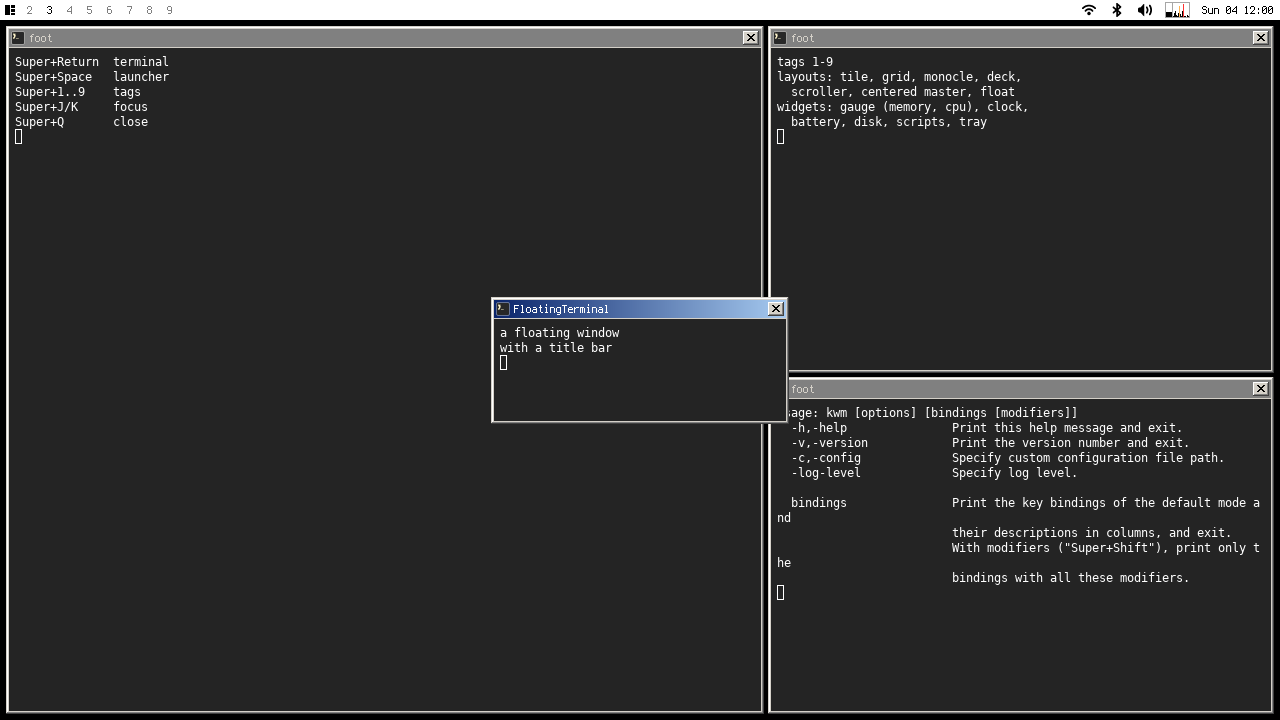 2 3 4 5 6 7 8 9
Sun 04 12:00
foot
Super+Return terminal
Super+Space launcher
Super+1..9 tags
Super+J/K focus
Super+Q close
foot
tags 1-9
layouts: tile, grid, monocle, deck,
scroller, centered master, float
widgets: gauge (memory, cpu), clock,
battery, disk, scripts, tray
FloatingTerminal
a floating window
with a title bar
foot
sage: kwm [options] [bindings [modifiers]]
-h,-help Print this help message and exit.
-v,-version Print the version number and exit.
-c,-config Specify custom configuration file path.
-log-level Specify log level.
bindings Print the key bindings of the default mode a
nd
their descriptions in columns, and exit.
With modifiers ("Super+Shift"), print only t
he
bindings with all these modifiers.